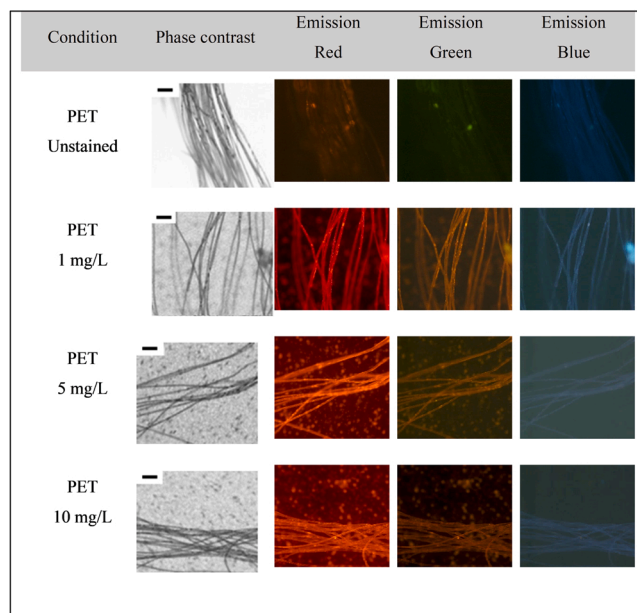 Condition
Phase contrast
Emission
Red
Emission
Green
Emission
Blue
PET
Unstained
PET
1 mg/L
PET
5 mg/L
PET
10 mg/L